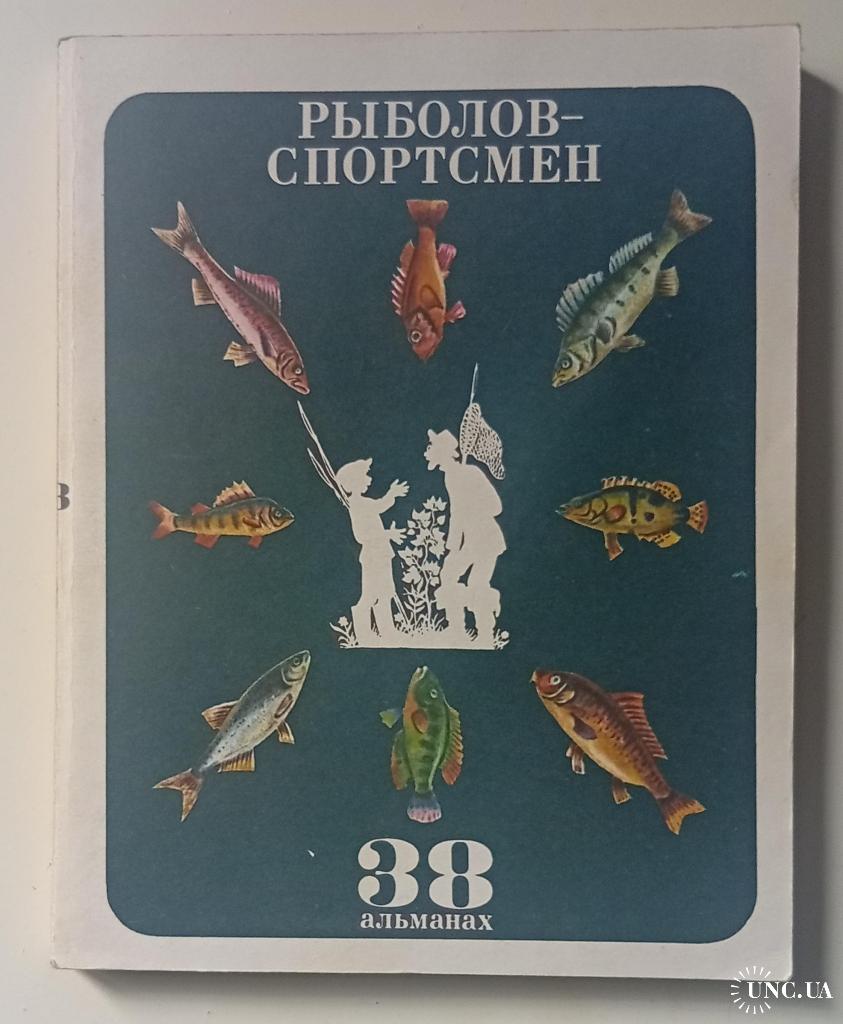 РЫБОЛОВ-
СПОРТСМЕН
38
альманах
UNC.UA